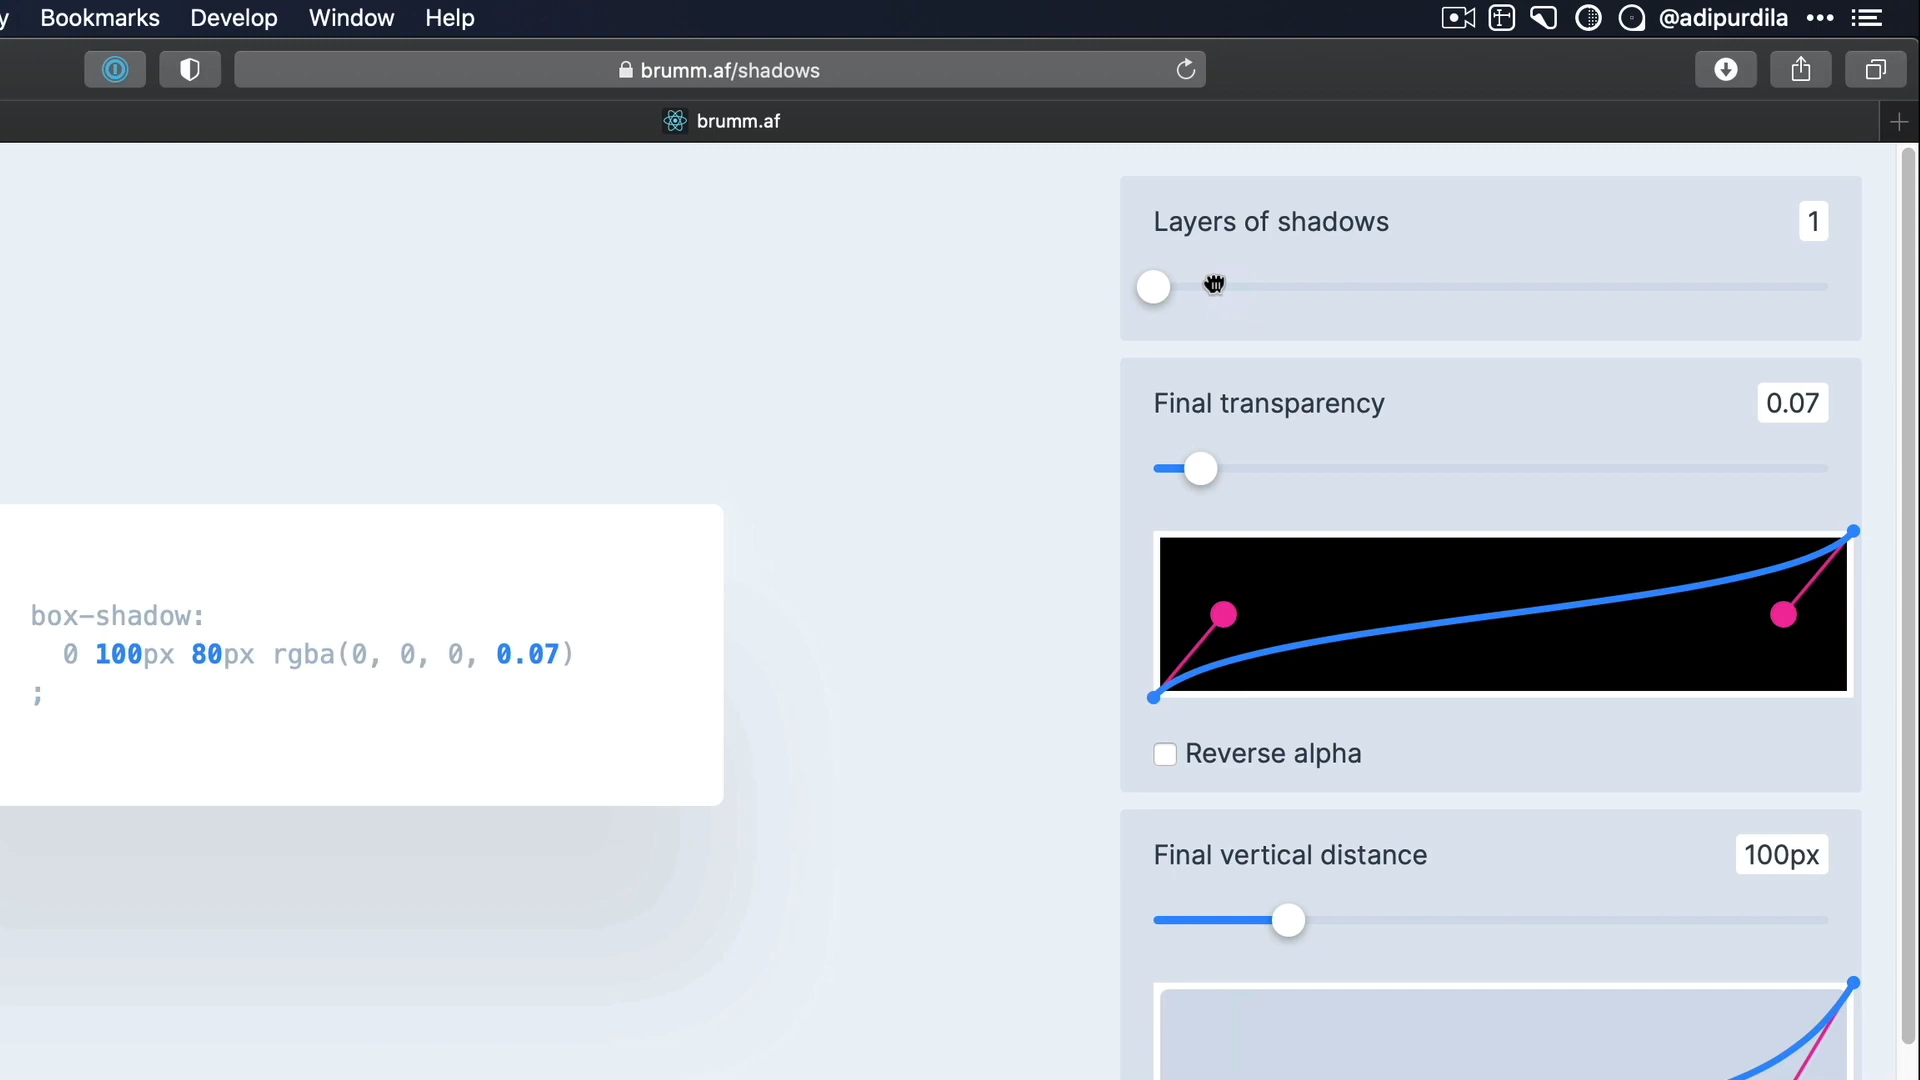 y Bookmarks Develop Window Help @adipurdila
brumm.af/shadows
brumm.af
Layers of shadows 1
Final transparency 0.07
box-shadow:
0 100px 80px rgba(0, 0, 0, 0.07)
;
Reverse alpha
Final vertical distance 100px